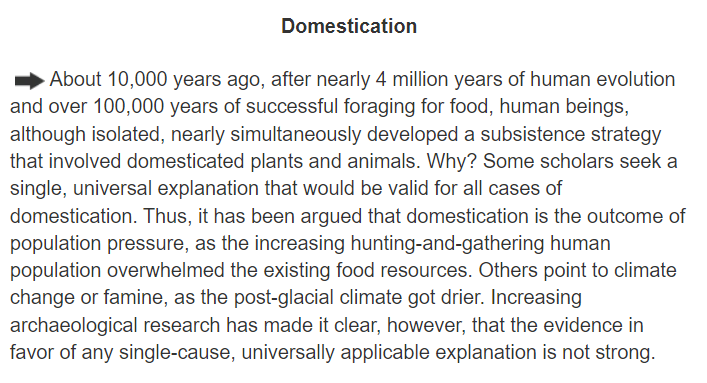 Domestication
About 10,000 years ago, after nearly 4 million years of human evolution
and over 100,000 years of successful foraging for food, human beings,
although isolated, nearly simultaneously developed a subsistence strategy
that involved domesticated plants and animals. Why? Some scholars seek a
single, universal explanation that would be valid for all cases of
domestication. Thus, it has been argued that domestication is the outcome of
population pressure, as the increasing hunting-and-gathering human
population overwhelmed the existing food resources. Others point to climate
change or famine, as the post-glacial climate got drier. Increasing
archaeological research has made it clear, however, that the evidence in
favor of any single-cause, universally applicable explanation is not strong.